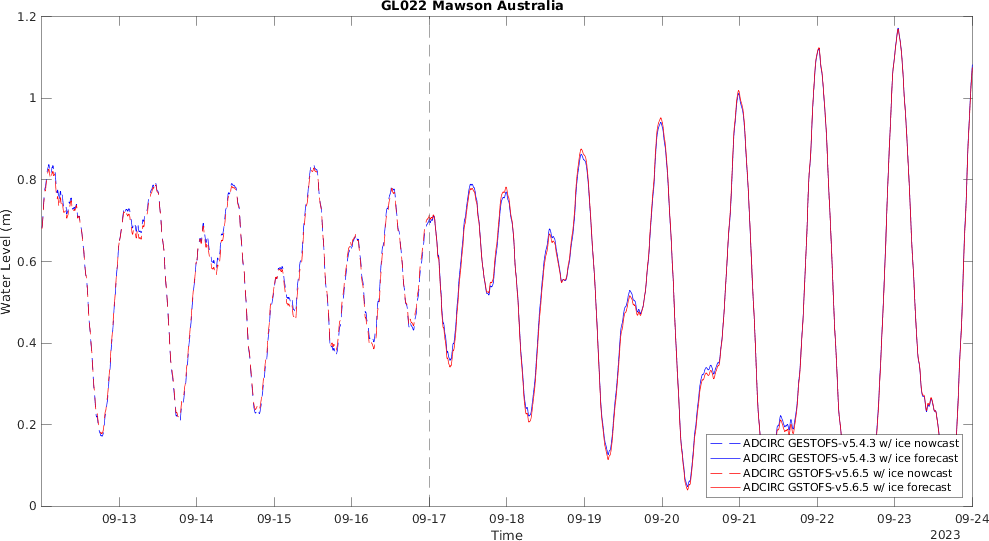 GL022 Mawson Australia
1.2
1
0.8
0.6
0.4
0.2
0
Water Level (m)
ADCIRC GESTOFS-v5.4.3 w/ ice nowcast
ADCIRC GESTOFS-v5.4.3 w/ ice forecast
ADCIRC GSTOFS-v5.6.5 w/ ice nowcast
ADCIRC GSTOFS-v5.6.5 w/ ice forecast
09-13 09-14 09-15 09-16 09-17 09-18 09-19 09-20 09-21 09-22 09-23 09-24
Time
2023